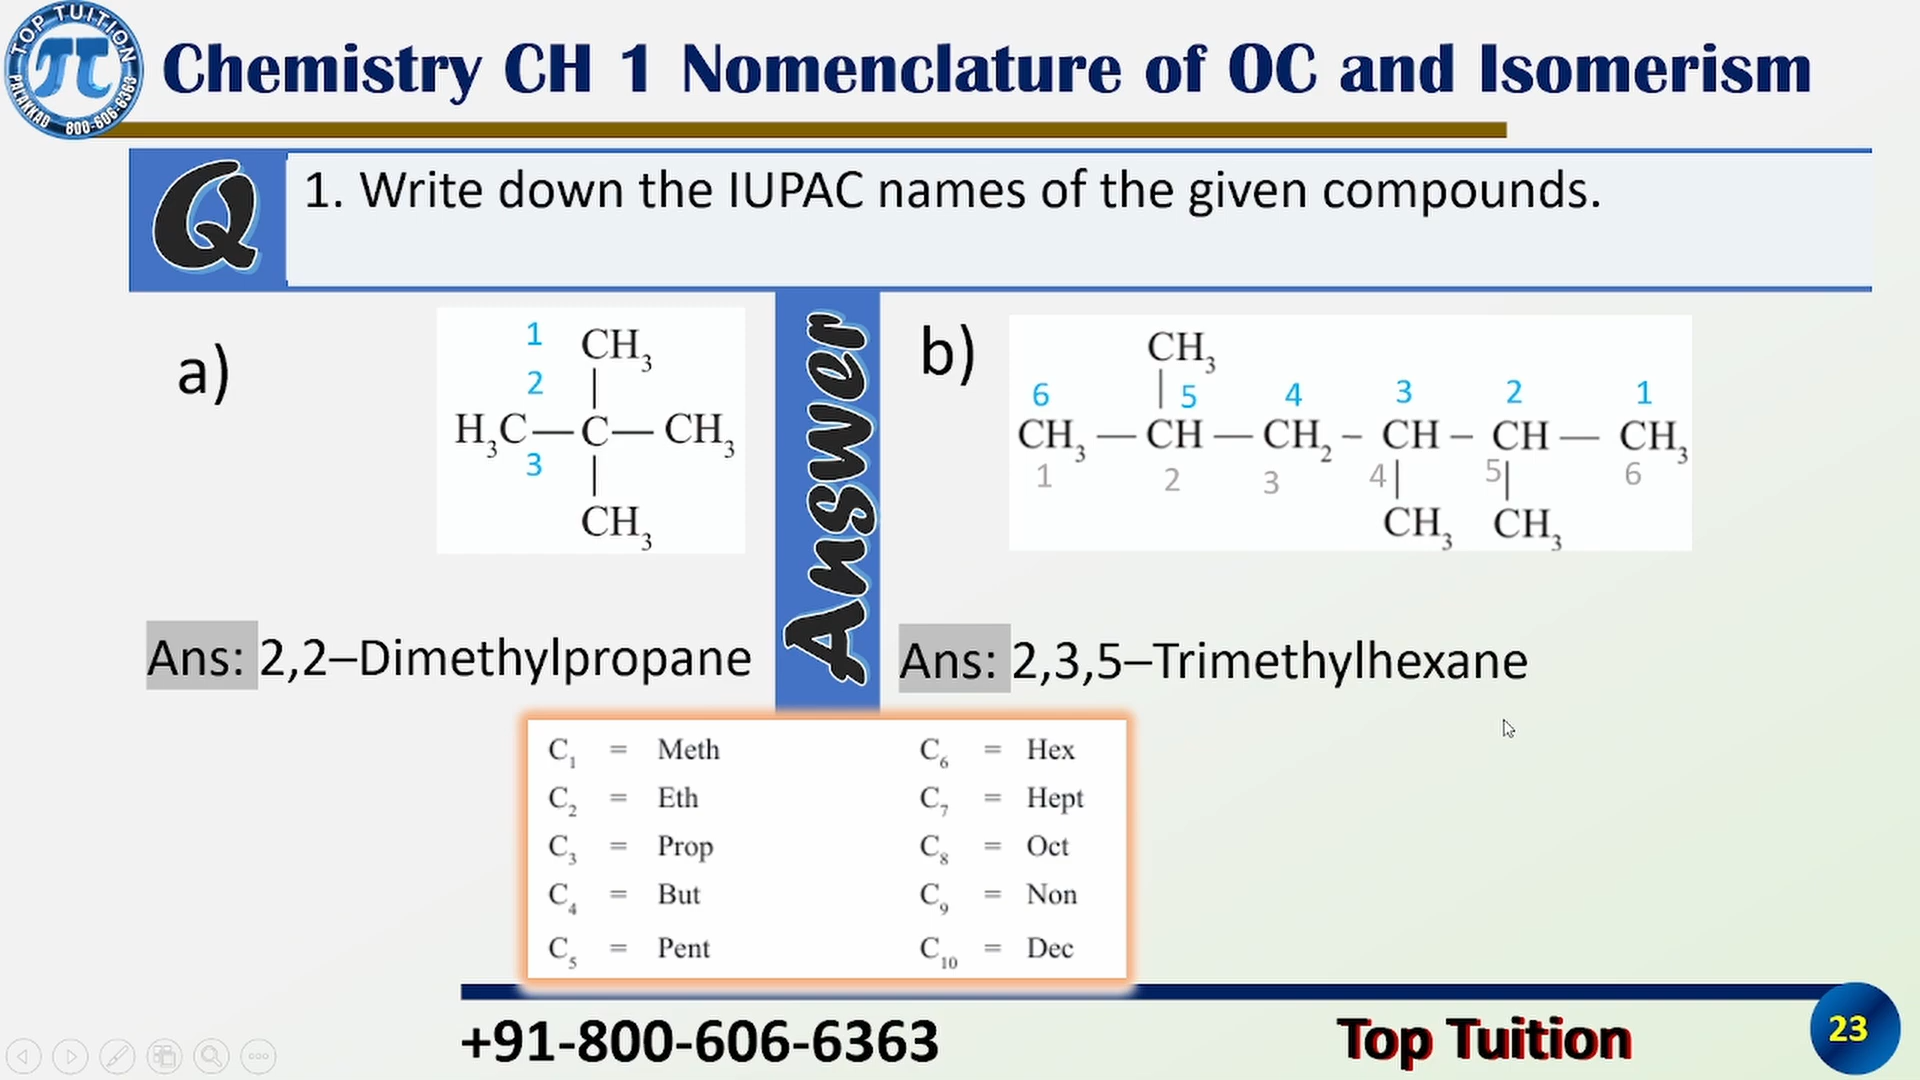 TOP TUITION
PALAKKAD 800-606-6363
Chemistry CH 1 Nomenclature of OC and Isomerism
Q
1. Write down the IUPAC names of the given compounds.
Answer
a)
1 CH₃
2 |
H₃C—C—CH₃
3 |
CH₃
Ans: 2,2–Dimethylpropane
b)
CH₃
6 | 5 4 3 2 1
CH₃ — CH — CH₂ – CH – CH — CH₃
1 2 3 4| 5| 6
CH₃ CH₃
Ans: 2,3,5–Trimethylhexane
C₁ = Meth C₆ = Hex
C₂ = Eth C₇ = Hept
C₃ = Prop C₈ = Oct
C₄ = But C₉ = Non
C₅ = Pent C₁₀ = Dec
+91-800-606-6363
Top Tuition
23